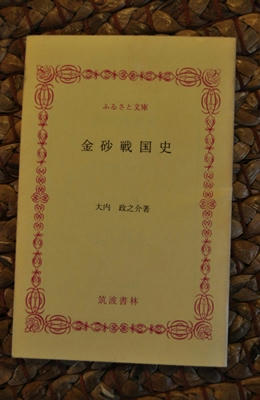 ふるさと文庫
金砂戦国史
大内 政之介著
筑波書林